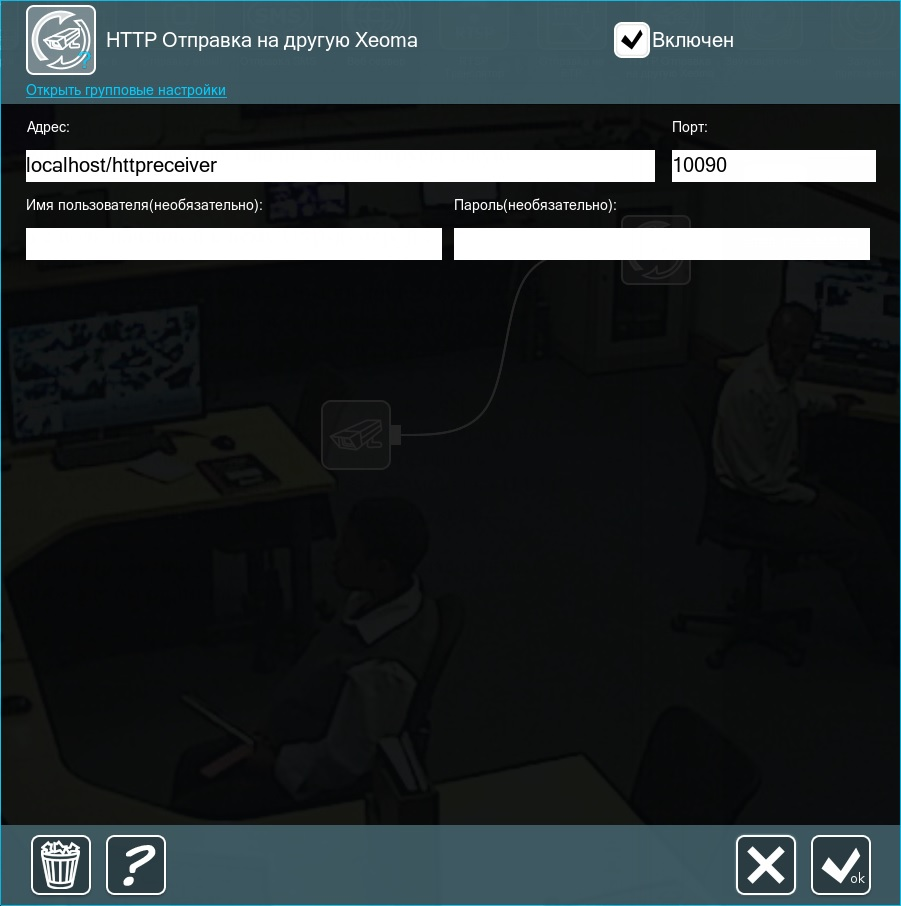 HTTP Отправка на другую Xeoma
Включен
Открыть групповые настройки
Адрес:
Порт:
localhost/httpreceiver
10090
Имя пользователя(необязательно):
Пароль(необязательно):
?
?
ok